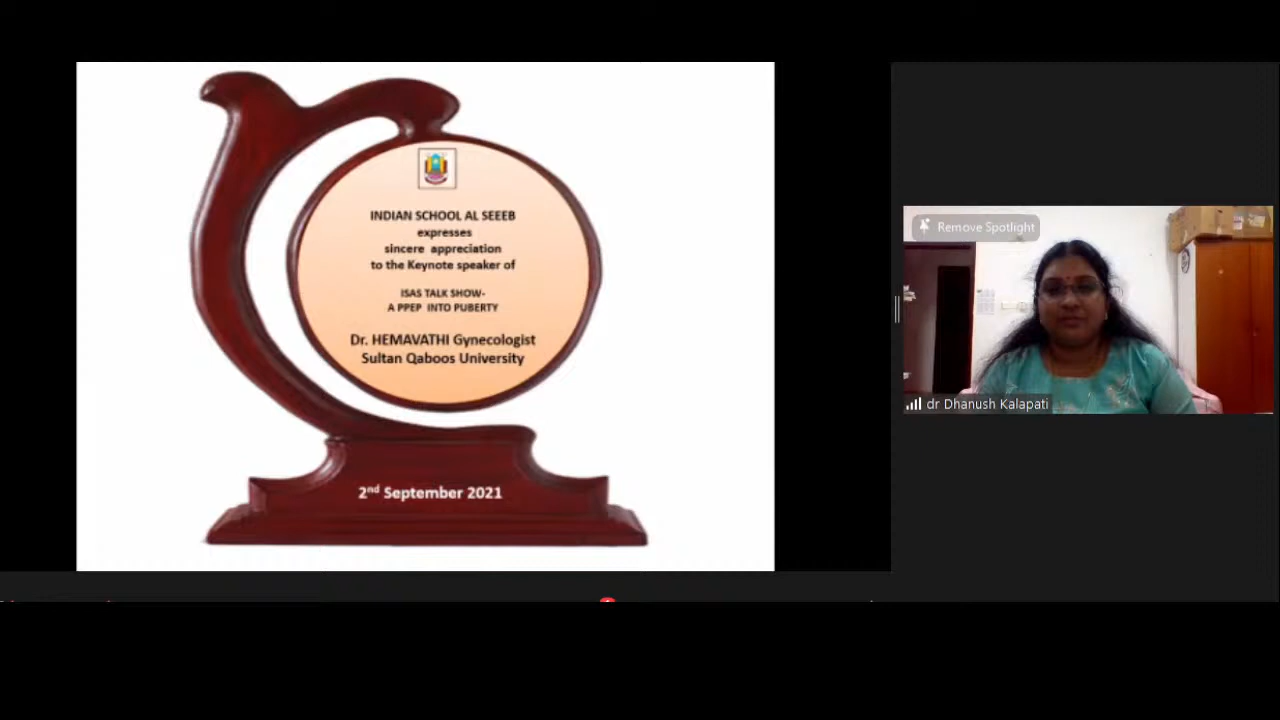 INDIAN SCHOOL AL SEEEB
expresses
sincere appreciation
to the Keynote speaker of
ISAS TALK SHOW-
A PPEP INTO PUBERTY
Dr. HEMAVATHI Gynecologist
Sultan Qaboos University
2nd September 2021
Remove Spotlight
dr Dhanush Kalapati